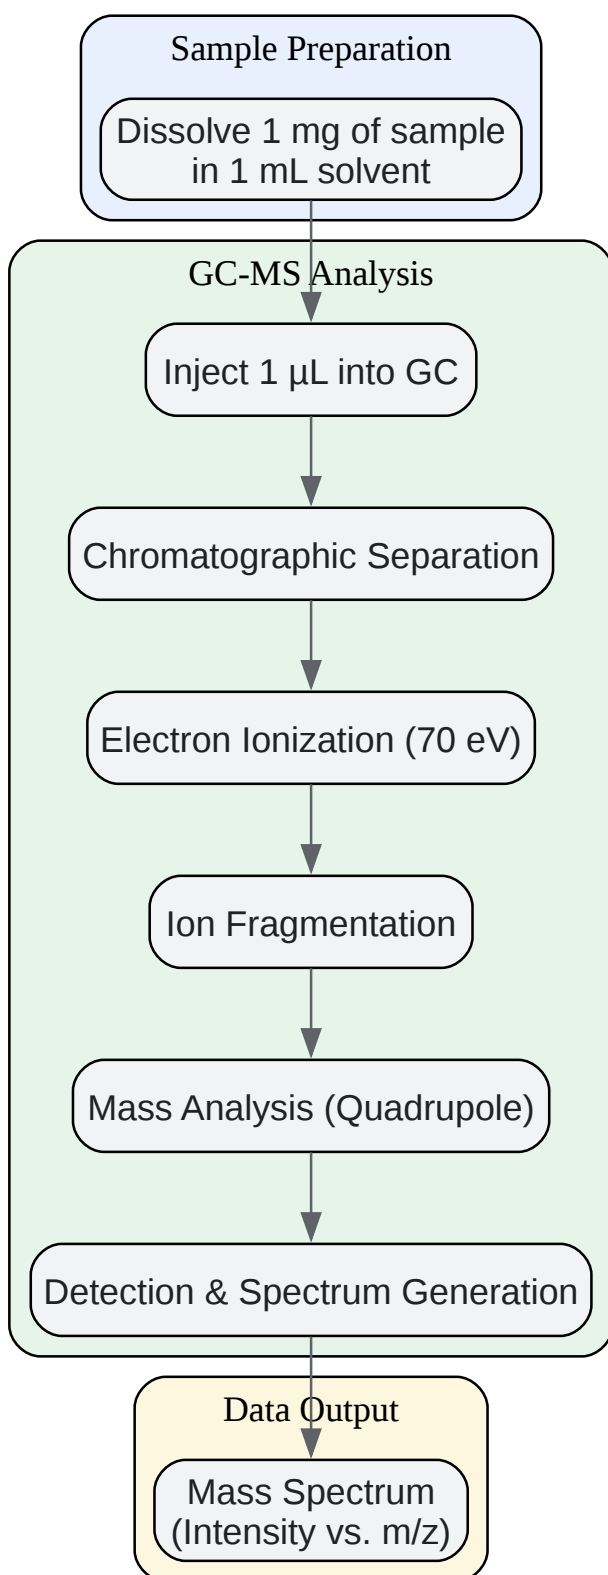 Sample Preparation
Dissolve 1 mg of sample
in 1 mL solvent
GC-MS Analysis
Inject 1 µL into GC
Chromatographic Separation
Electron Ionization (70 eV)
Ion Fragmentation
Mass Analysis (Quadrupole)
Detection & Spectrum Generation
Data Output
Mass Spectrum
(Intensity vs. m/z)